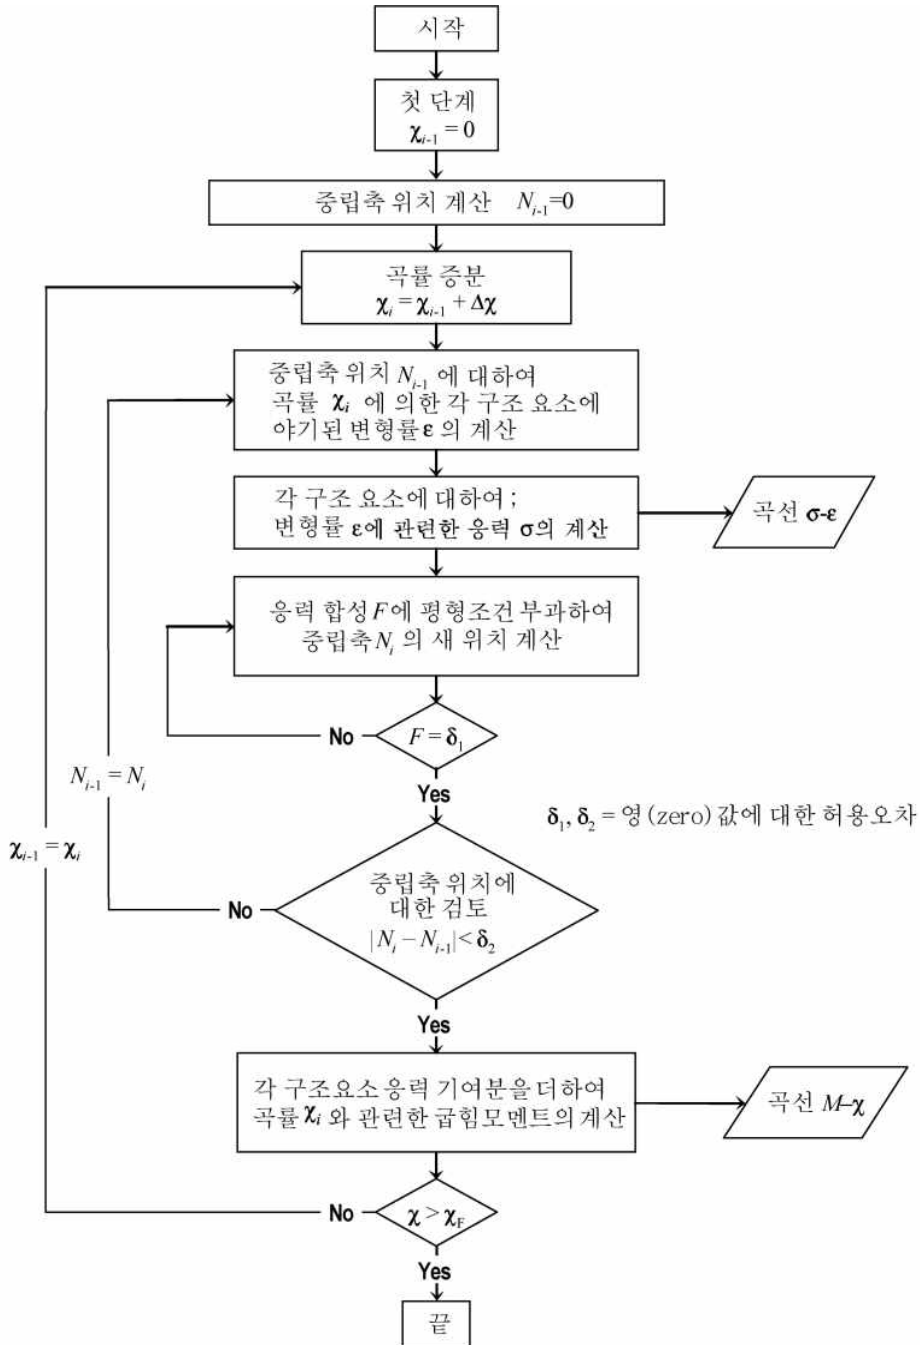 시작
첫 단계
χi-1 = 0
중립축 위치 계산 Ni-1=0
곡률 증분
χi = χi-1 + Δχ
중립축 위치 Ni-1 에 대하여
곡률 χi 에 의한 각 구조 요소에
야기된 변형률 ε 의 계산
각 구조 요소에 대하여 ;
변형률 ε에 관련한 응력 σ의 계산
곡선 σ-ε
응력 합성 F에 평형조건 부과하여
중립축 Ni 의 새 위치 계산
No
F = δ1
Yes
Ni-1 = Ni
δ1, δ2 = 영 (zero) 값에 대한 허용오차
χi-1 = χi
중립축 위치에
대한 검토
|Ni – Ni-1|< δ2
No
Yes
각 구조요소 응력 기여분을 더하여
곡률 χi 와 관련한 굽힘모멘트의 계산
곡선 M–χ
No
χ > χF
Yes
끝